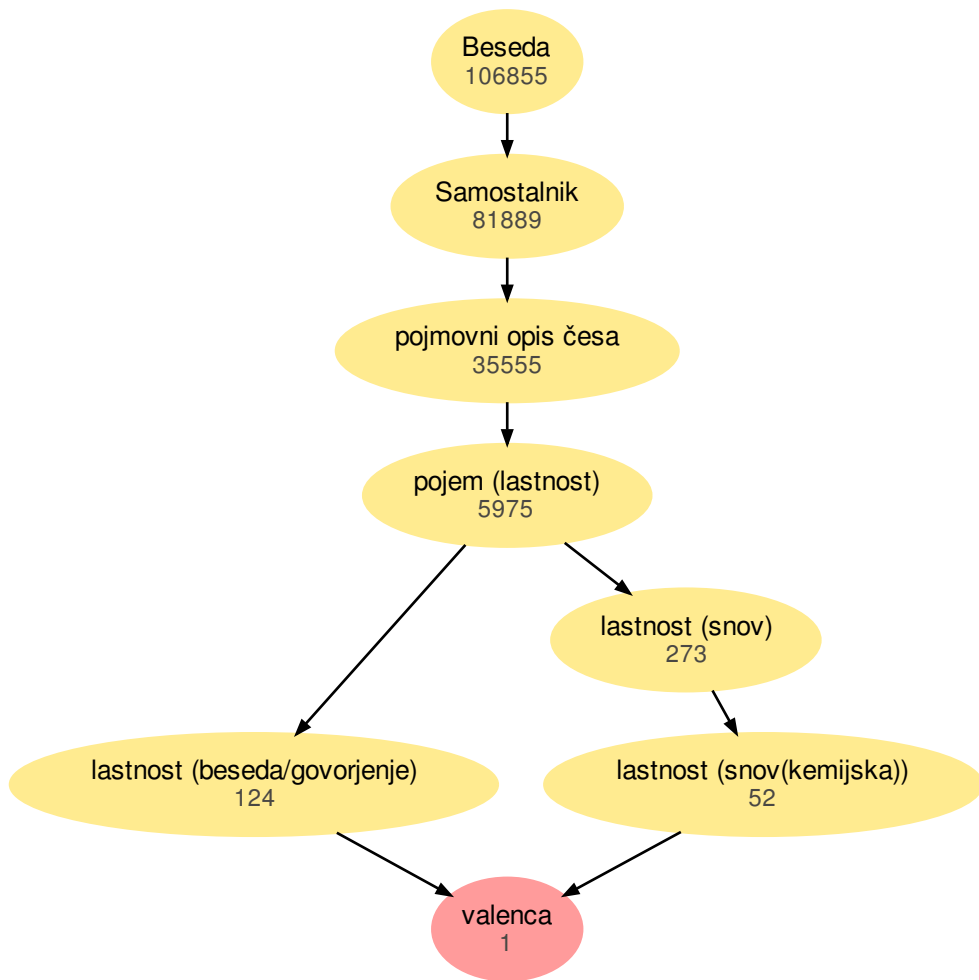 Beseda
106855
Samostalnik
81889
pojmovni opis česa
35555
pojem (lastnost)
5975
lastnost (snov)
273
lastnost (beseda/govorjenje)
124
lastnost (snov(kemijska))
52
valenca
1